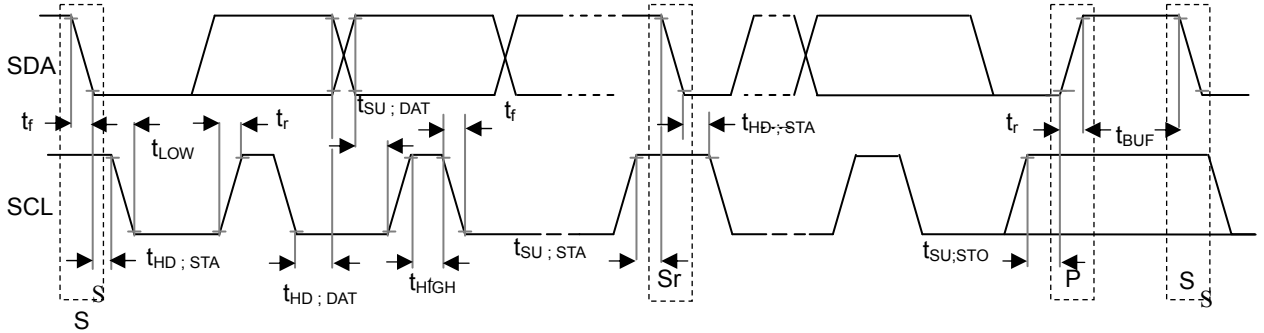 SDA
t_f
t_LOW
t_r
t_SU ; DAT
t_f
t_HD ; STA
t_r
t_BUF
SCL
t_HD ; STA
t_HD ; DAT
t_HIGH
t_SU ; STA
Sr
t_SU;STO
P
S
S
S
S